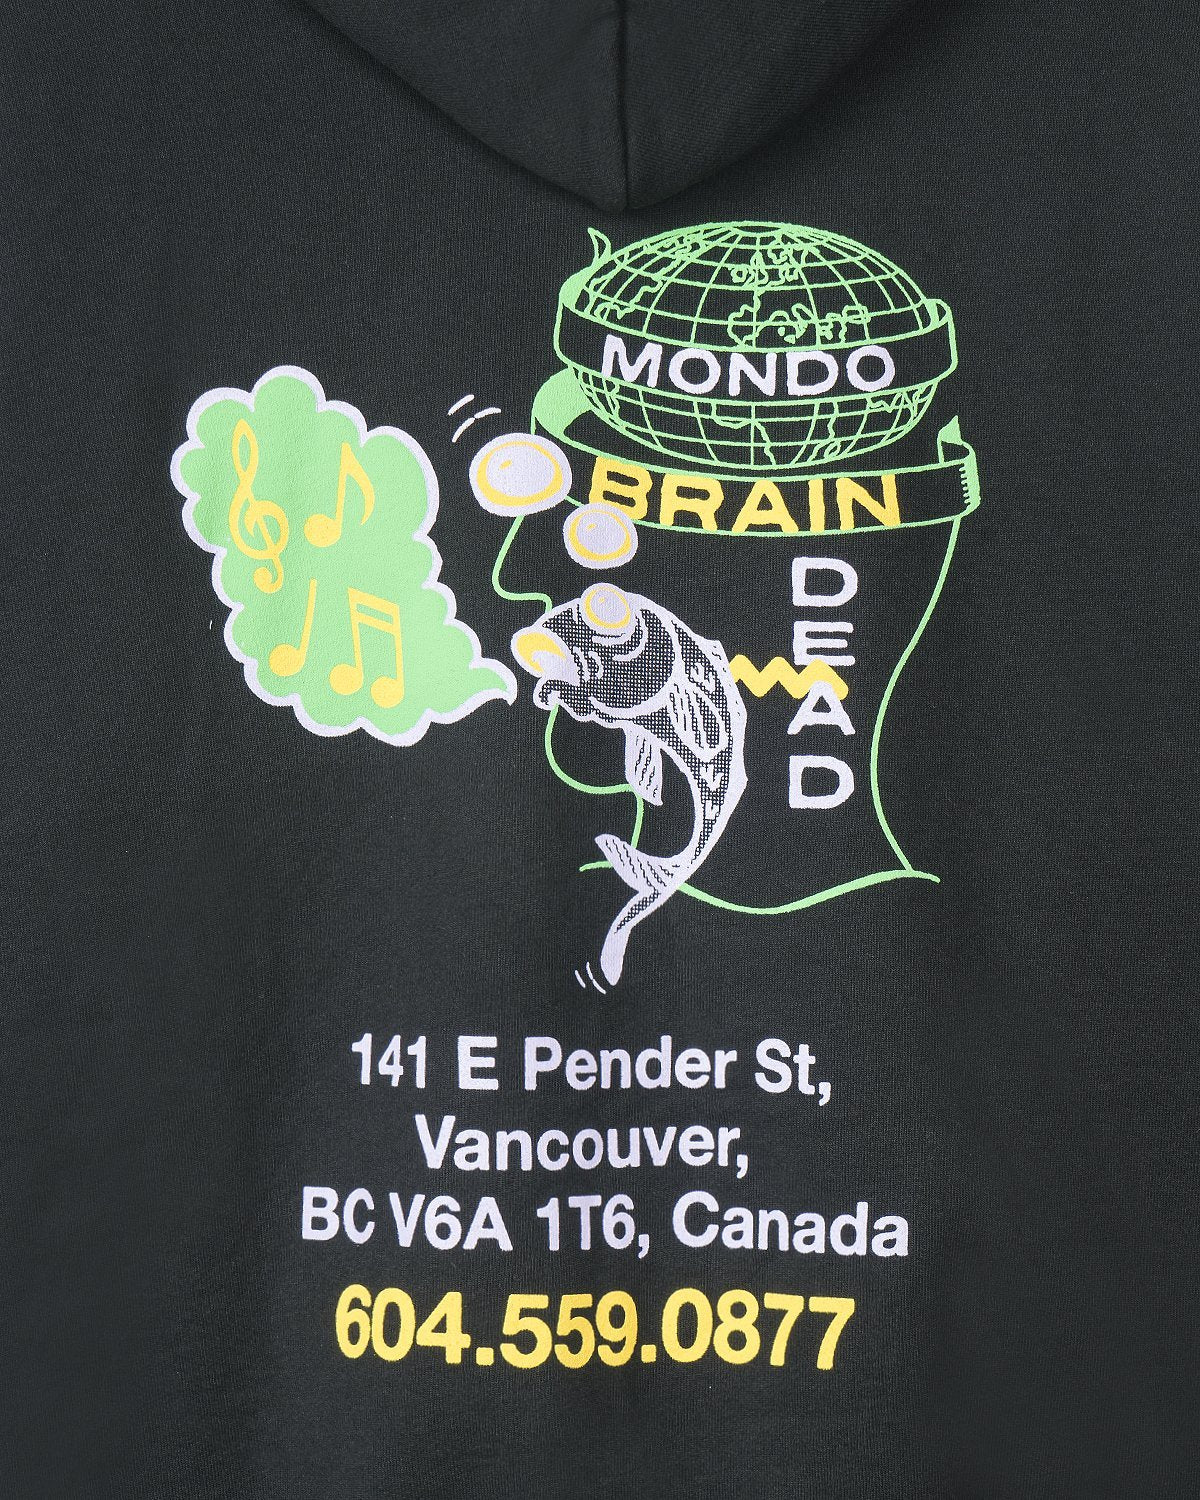 MONDO
BRAIN
DEAD
141 E Pender St,
Vancouver,
BC V6A 1T6, Canada
604.559.0877